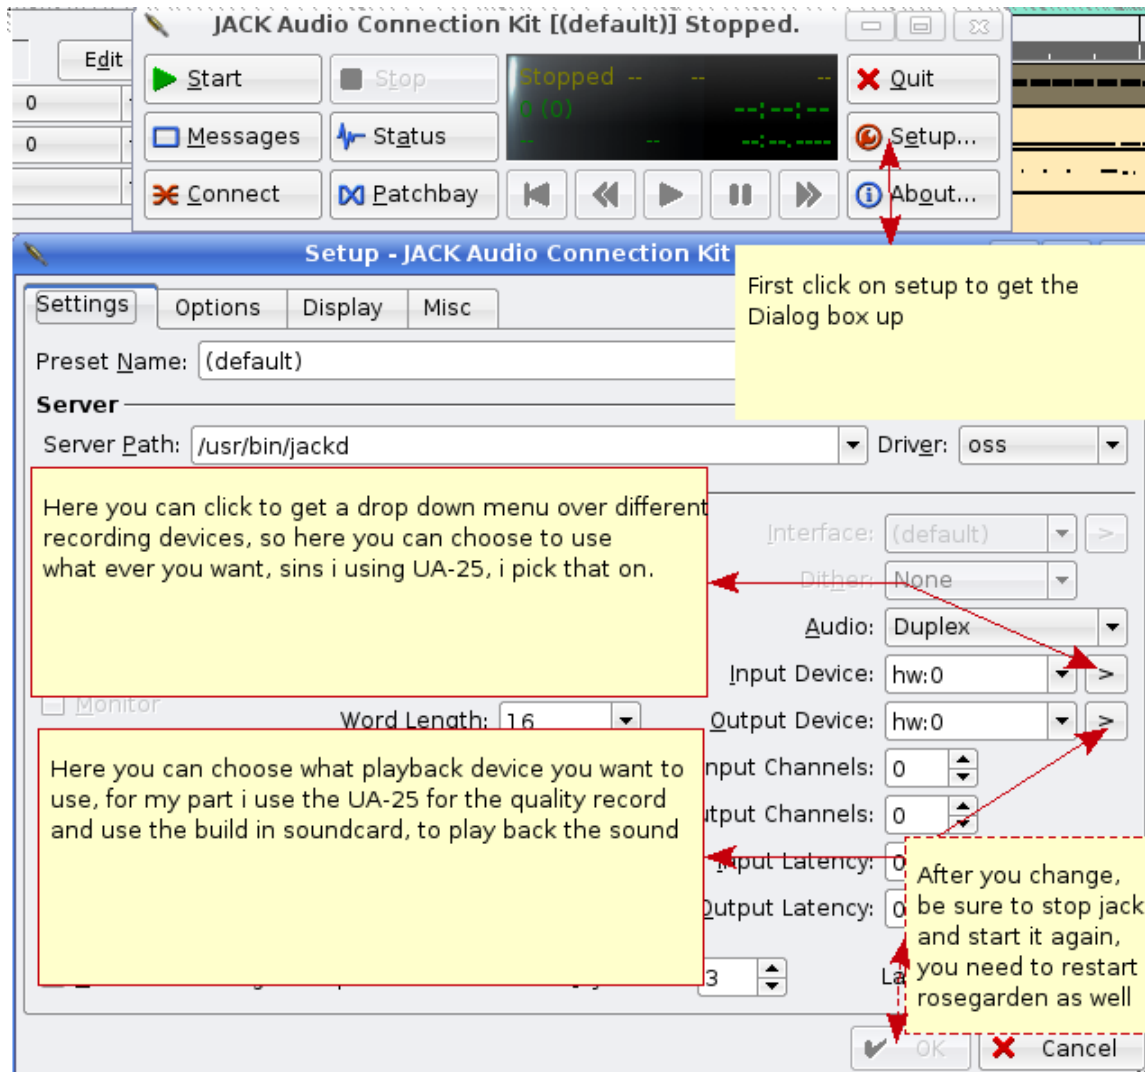 JACK Audio Connection Kit [(default)] Stopped.
Edit
Start
Stop
Stopped -- -- --
Quit
0
0 (0) --:--:--
Messages
Status
-- -- --:--.----
Setup...
0
Connect
Patchbay
About...
Setup - JACK Audio Connection Kit
First click on setup to get the
Dialog box up
Settings
Options
Display
Misc
Preset Name: (default)
Server
Server Path: /usr/bin/jackd
Driver: oss
Here you can click to get a drop down menu over different
recording devices, so here you can choose to use
what ever you want, sins i using UA-25, i pick that on.
Interface: (default) >
Dither: None
Audio: Duplex
Input Device: hw:0 >
Monitor
Word Length: 16
Output Device: hw:0 >
Here you can choose what playback device you want to
use, for my part i use the UA-25 for the quality record
and use the build in soundcard, to play back the sound
nput Channels: 0
utput Channels: 0
Input Latency: 0
Output Latency: 0
After you change,
be sure to stop jack
and start it again,
you need to restart
rosegarden as well
3
La
OK
Cancel